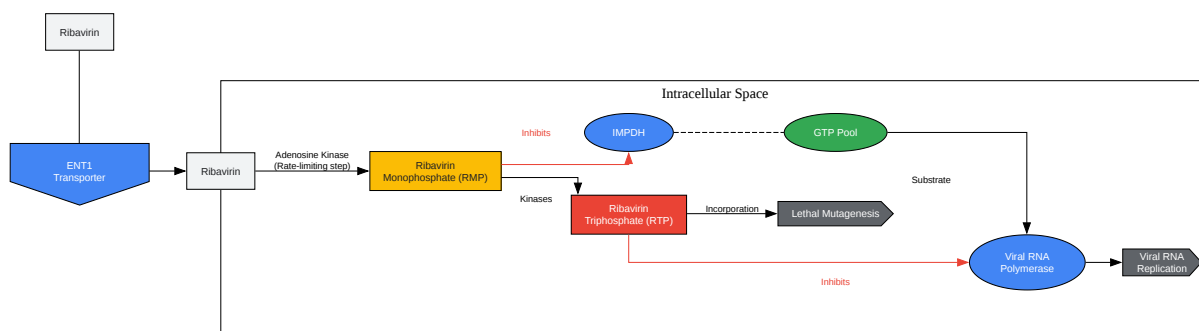 Ribavirin
Intracellular Space
Inhibits
IMPDH
GTP Pool
ENT1
Transporter
Ribavirin
Adenosine Kinase
(Rate-limiting step)
Ribavirin
Monophosphate (RMP)
Substrate
Kinases
Ribavirin
Triphosphate (RTP)
Incorporation
Lethal Mutagenesis
Viral RNA
Polymerase
Viral RNA
Replication
Inhibits